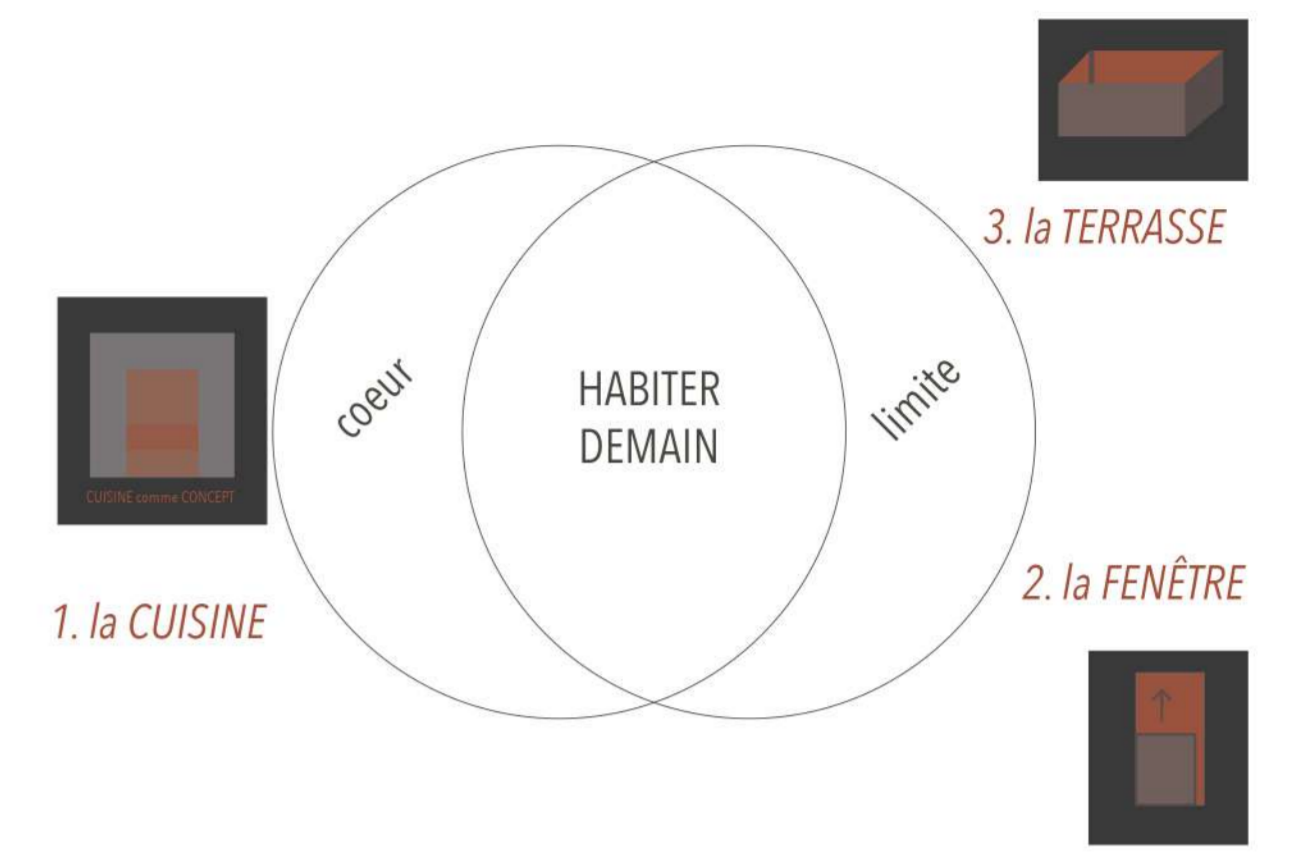 3. la TERRASSE
coeur
HABITER
DEMAIN
limite
CUISINE comme CONCEPT
1. la CUISINE
2. la FENÊTRE